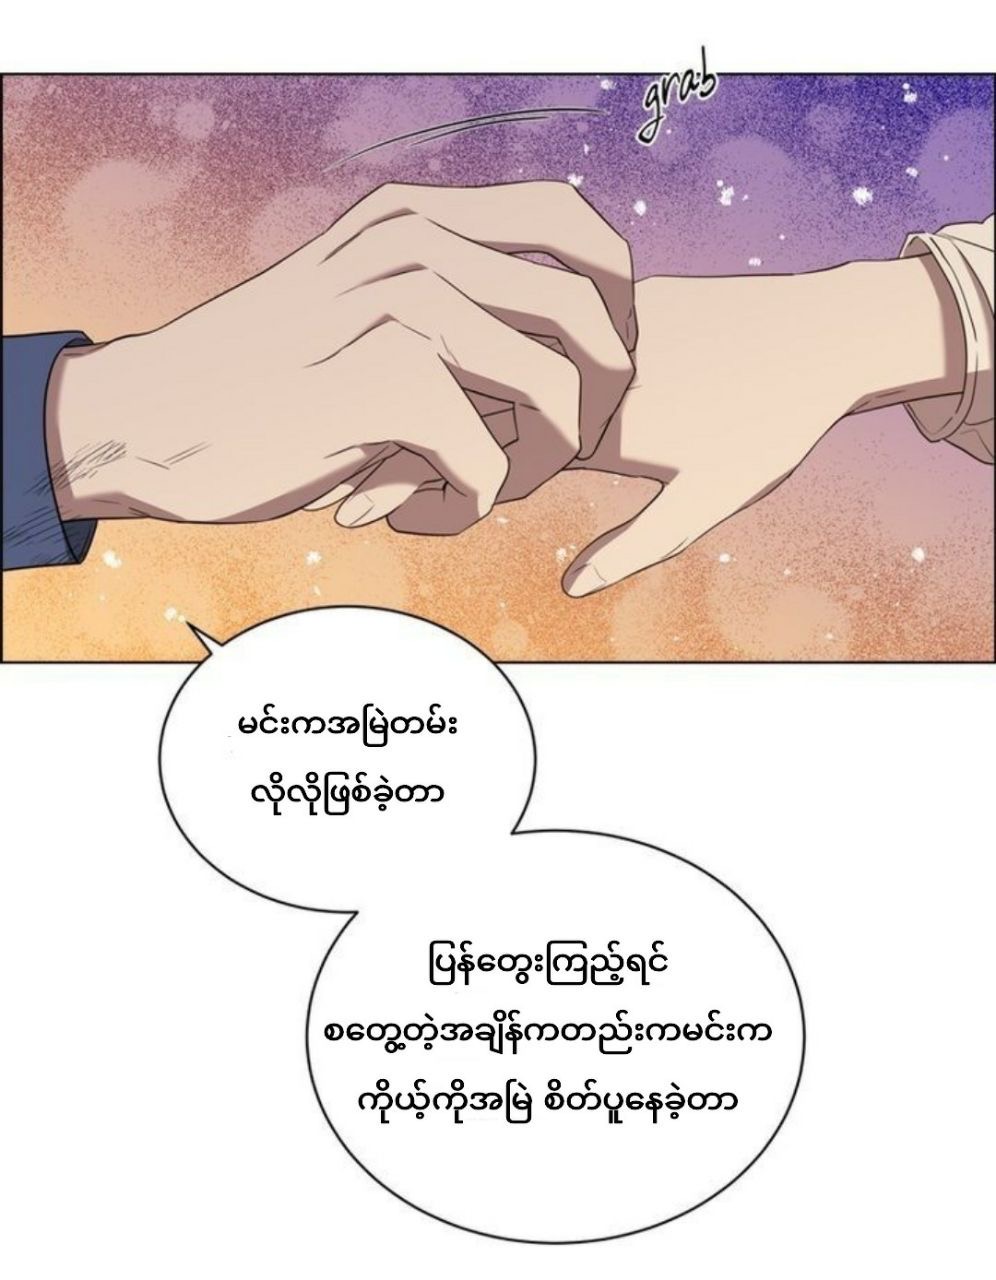 grab
မင်းကအမြဲတမ်း
လိုလိုဖြစ်ခဲ့တာ
ပြန်တွေးကြည့်ရင်
စတွေ့တဲ့အချိန်ကတည်းကမင်းက
ကိုယ့်ကိုအမြဲ စိတ်ပူနေခဲ့တာ